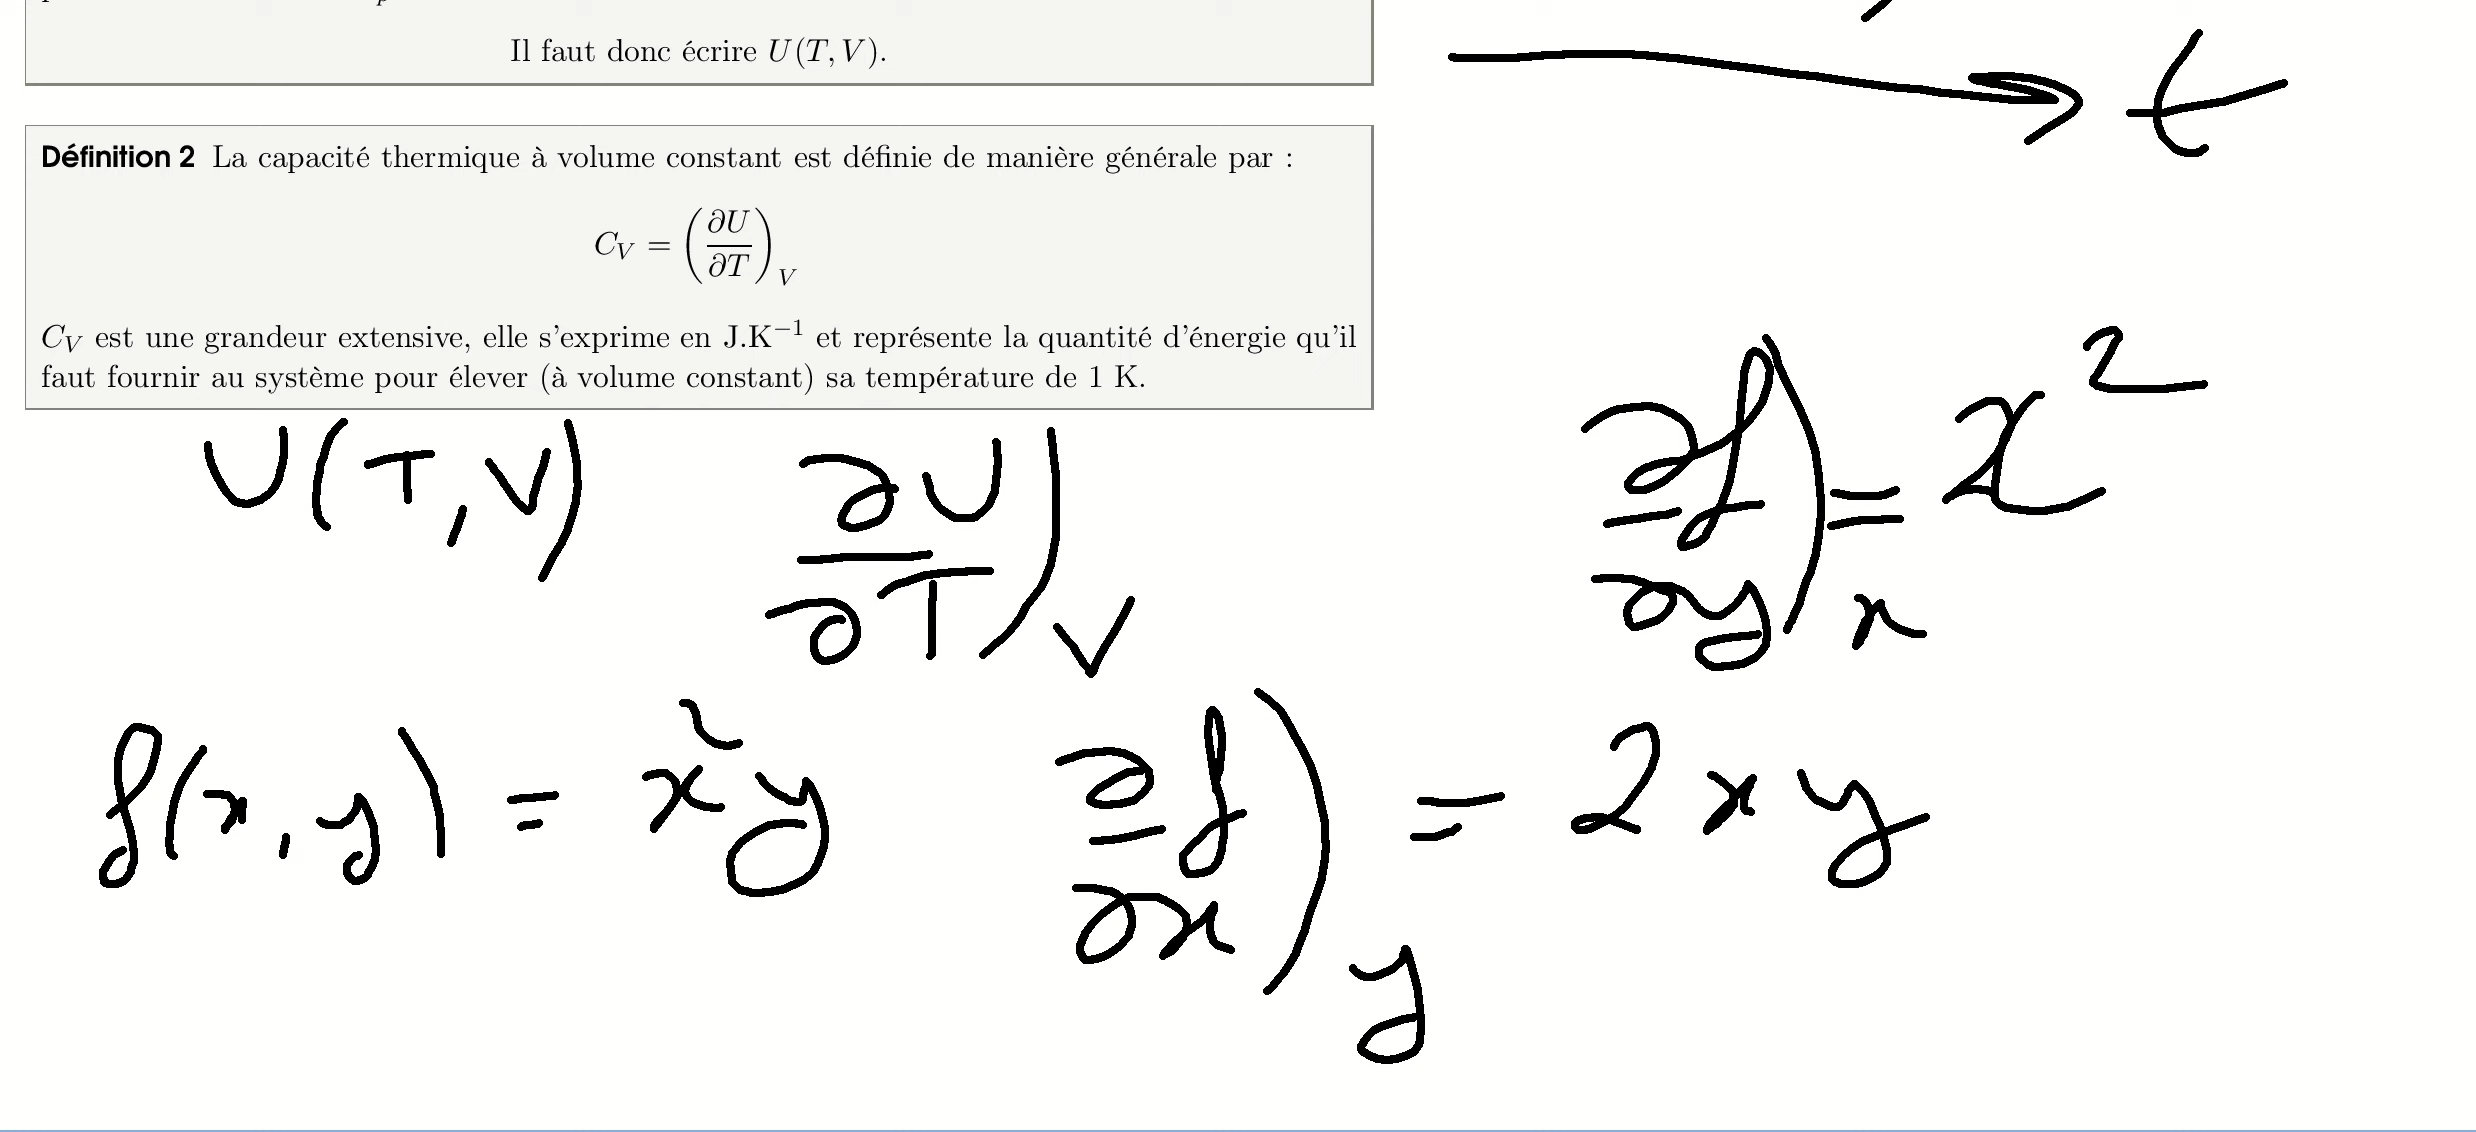 Il faut donc écrire U(T, V).
t
Définition 2 La capacité thermique à volume constant est définie de manière générale par :
C_V = (∂U/∂T)_V
C_V est une grandeur extensive, elle s'exprime en J.K⁻¹ et représente la quantité d'énergie qu'il
faut fournir au système pour élever (à volume constant) sa température de 1 K.
U(T, V) ∂U/∂T)_V ∂f/∂y)_x = x²
f(x, y) = x²y ∂f/∂x)_y = 2xy